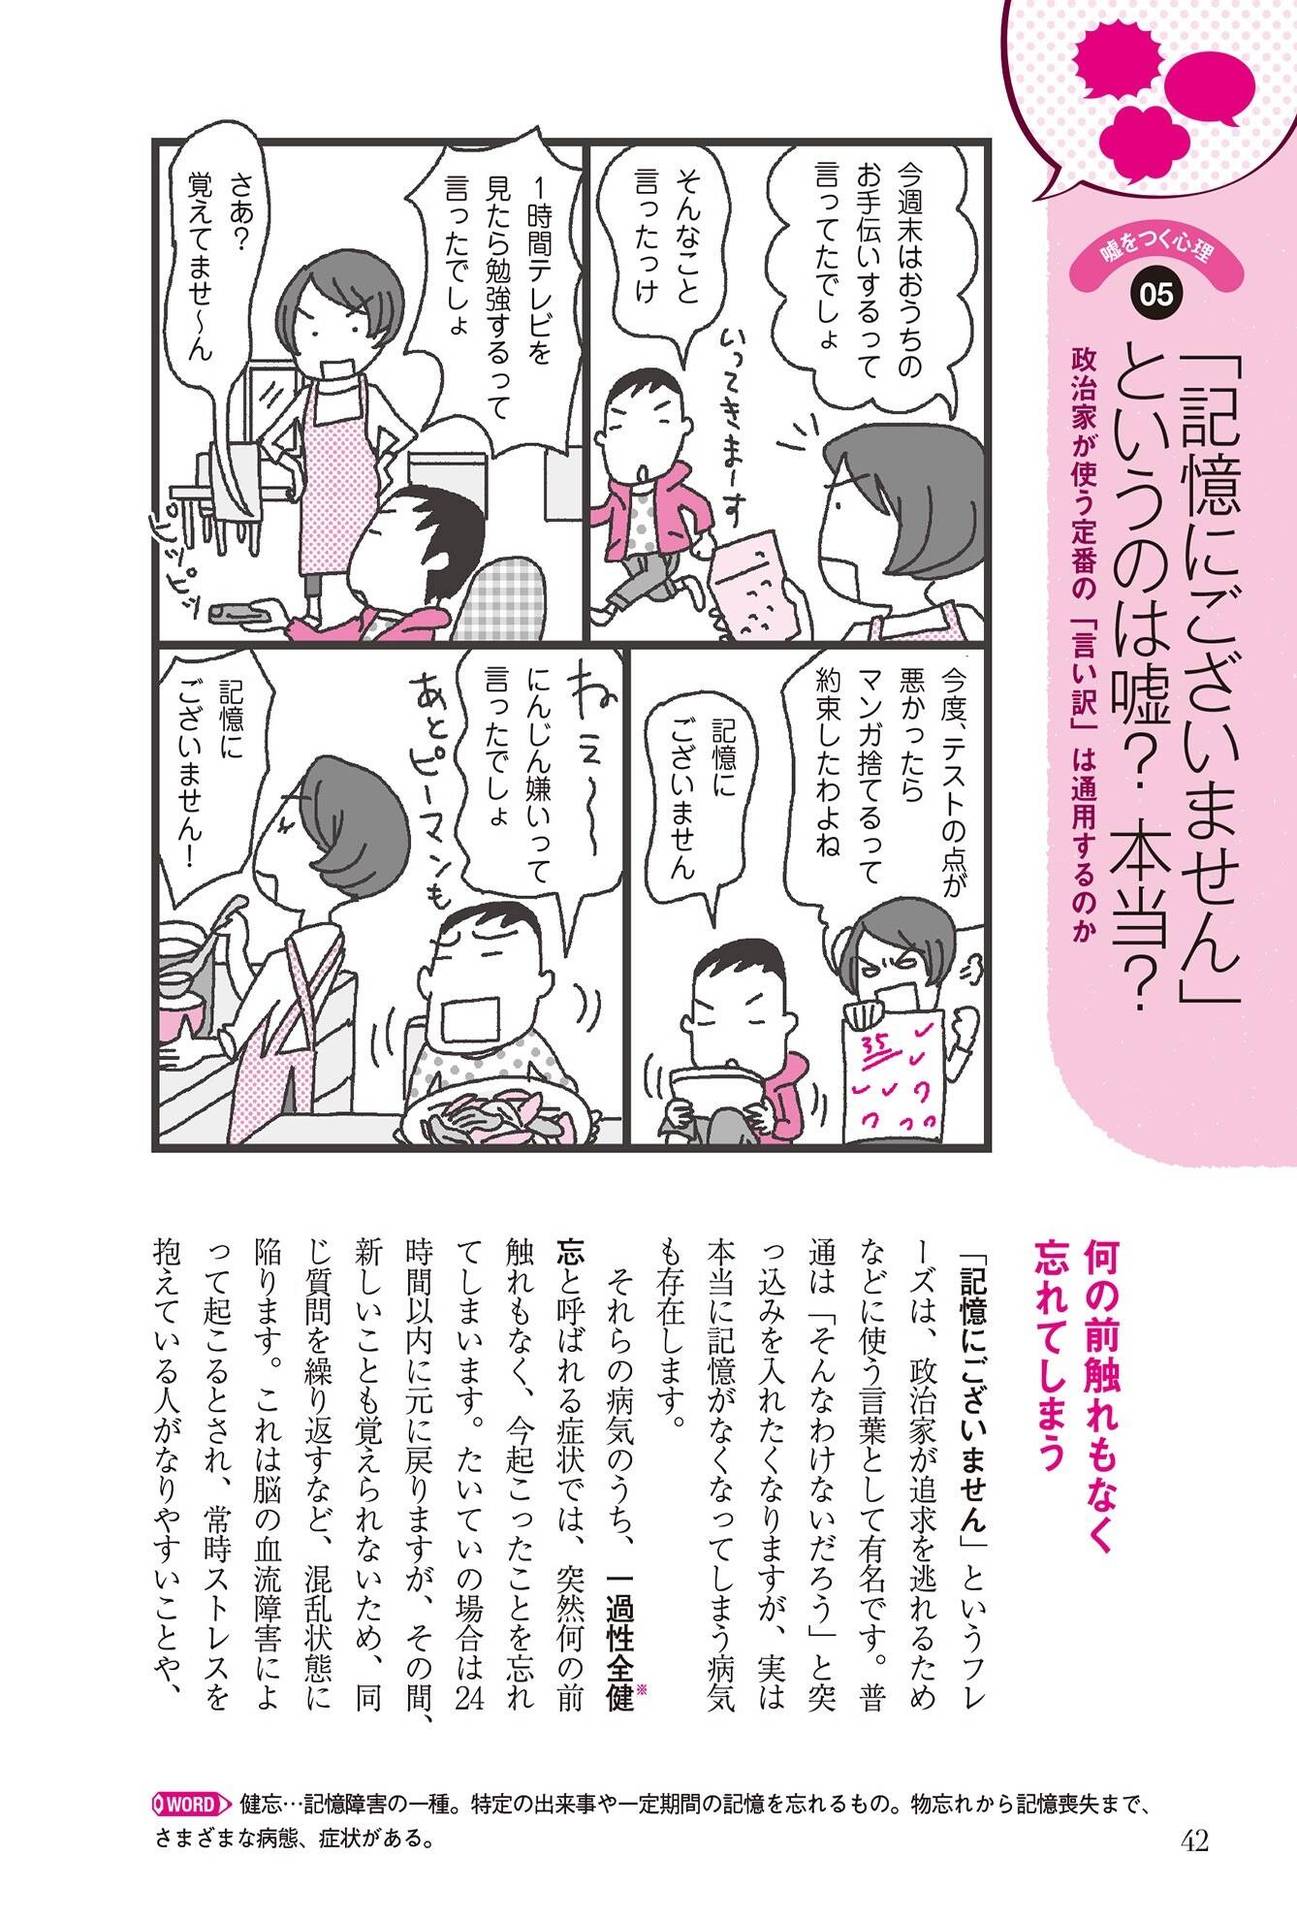 嘘をつく心理
05
「記憶にございません」
というのは嘘？ 本当？
政治家が使う定番の「言い訳」は通用するのか
今週末はおうちの
お手伝いするって
言ってたでしょ
そんなこと
言ったっけ
いってきまーす
1時間テレビを
見たら勉強するって
言ったでしょ
さあ？
覚えてませ〜ん
ピッピッ
今度、テストの点が
悪かったら
マンガ捨てるって
約束したわよね
35
記憶に
ございません
ねえ〜
にんじん嫌いって
言ったでしょ
あとピーマンも
記憶に
ございません！
何の前触れもなく
忘れてしまう
「記憶にございません」というフレ
ーズは、政治家が追求を逃れるため
などに使う言葉として有名です。普
通は「そんなわけないだろう」と突
っ込みを入れたくなりますが、実は
本当に記憶がなくなってしまう病気
も存在します。
それらの病気のうち、一過性全健※
忘と呼ばれる症状では、突然何の前
触れもなく、今起こったことを忘れ
てしまいます。たいていの場合は24
時間以内に元に戻りますが、その間、
新しいことも覚えられないため、同
じ質問を繰り返すなど、混乱状態に
陥ります。これは脳の血流障害によ
って起こるとされ、常時ストレスを
抱えている人がなりやすいことや、
WORD 健忘…記憶障害の一種。特定の出来事や一定期間の記憶を忘れるもの。物忘れから記憶喪失まで、
さまざまな病態、症状がある。
42